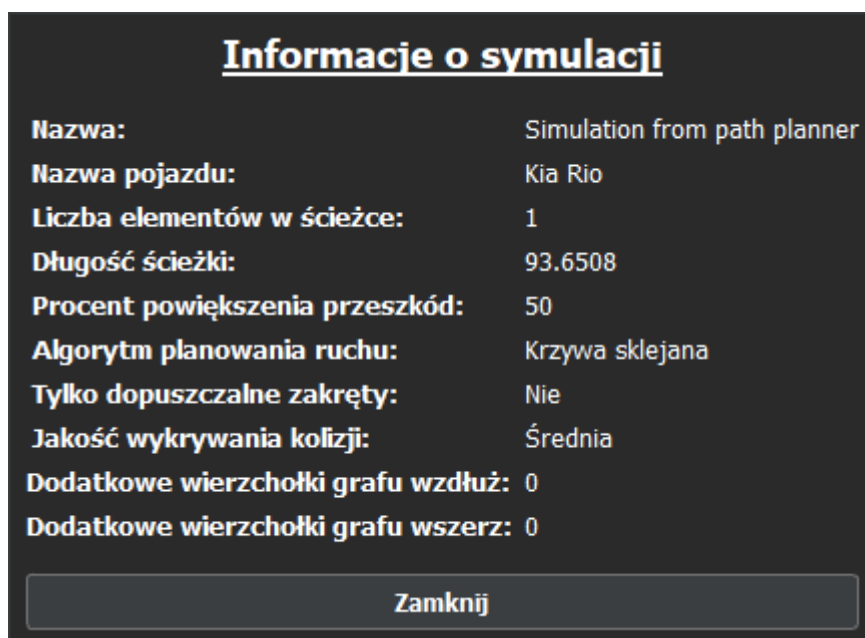 Informacje o symulacji
Nazwa: Simulation from path planner
Nazwa pojazdu: Kia Rio
Liczba elementów w ścieżce: 1
Długość ścieżki: 93.6508
Procent powiększenia przeszkód: 50
Algorytm planowania ruchu: Krzywa sklejana
Tylko dopuszczalne zakręty: Nie
Jakość wykrywania kolizji: Średnia
Dodatkowe wierzchołki grafu wzdłuż: 0
Dodatkowe wierzchołki grafu wszerz: 0
Zamknij